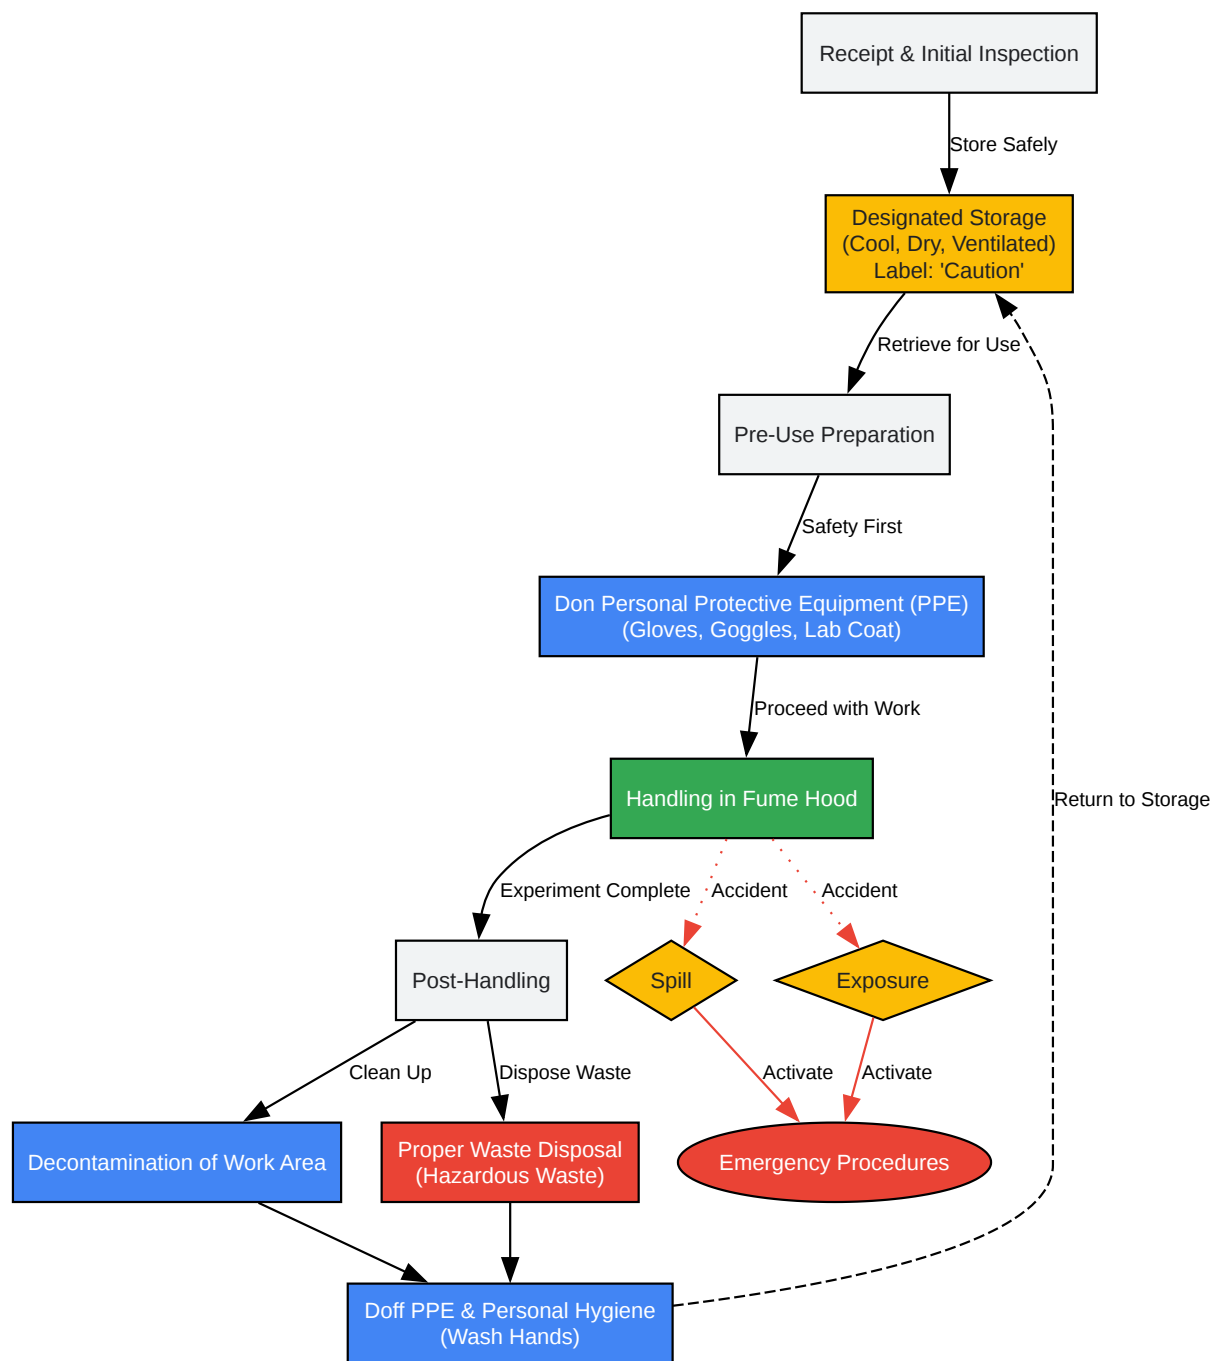 Receipt & Initial Inspection
Store Safely
Designated Storage
(Cool, Dry, Ventilated)
Label: 'Caution'
Retrieve for Use
Pre-Use Preparation
Safety First
Don Personal Protective Equipment (PPE)
(Gloves, Goggles, Lab Coat)
Proceed with Work
Handling in Fume Hood
Return to Storage
Experiment Complete
Accident
Accident
Post-Handling
Spill
Exposure
Clean Up
Dispose Waste
Activate
Activate
Decontamination of Work Area
Proper Waste Disposal
(Hazardous Waste)
Emergency Procedures
Doff PPE & Personal Hygiene
(Wash Hands)